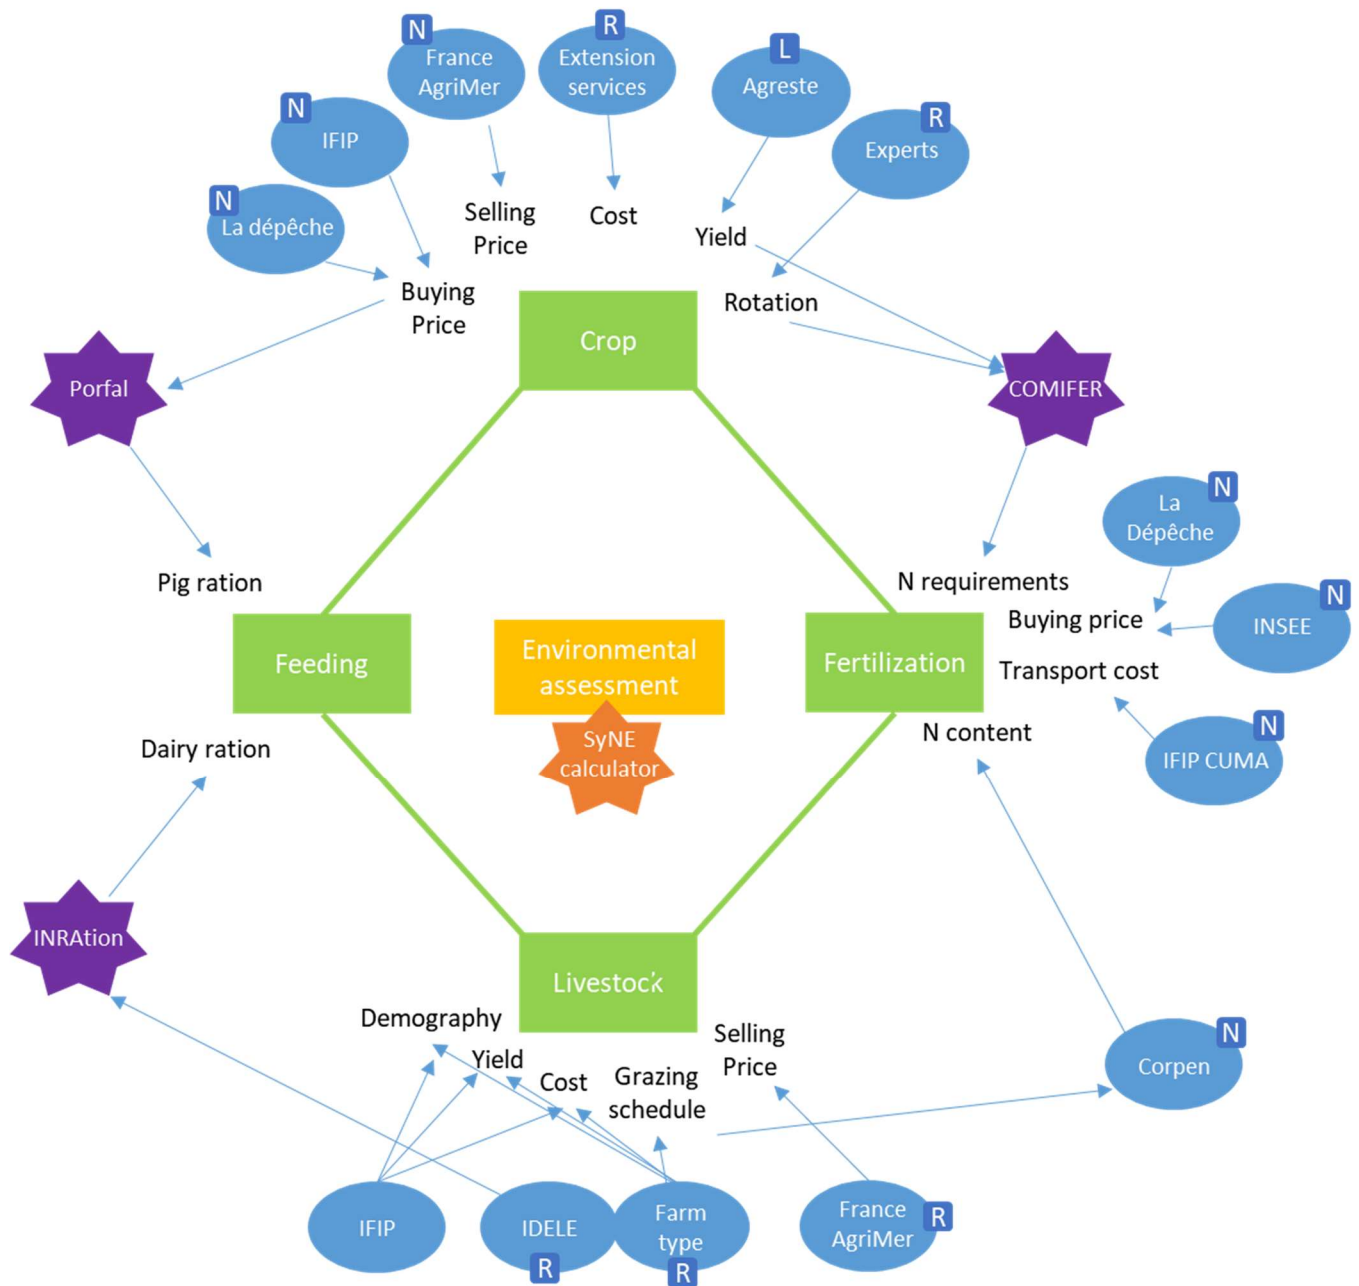 N
France
AgriMer
R
Extension
services
L
Agreste
R
Experts
N
IFIP
N
La dépêche
Selling
Price
Cost
Yield
Rotation
Buying
Price
Crop
Porfal
COMIFER
N
La
Dépêche
Pig ration
N requirements
Buying price
N
INSEE
Feeding
Environmental
assessment
Fertilization
Transport cost
SyNE
calculator
N content
N
IFIP CUMA
Dairy ration
INRAtion
Livestock
Demography
Yield
Cost
Grazing
schedule
Selling
Price
N
Corpen
IFIP
IDELE
R
Farm
type
R
France
AgriMer
R